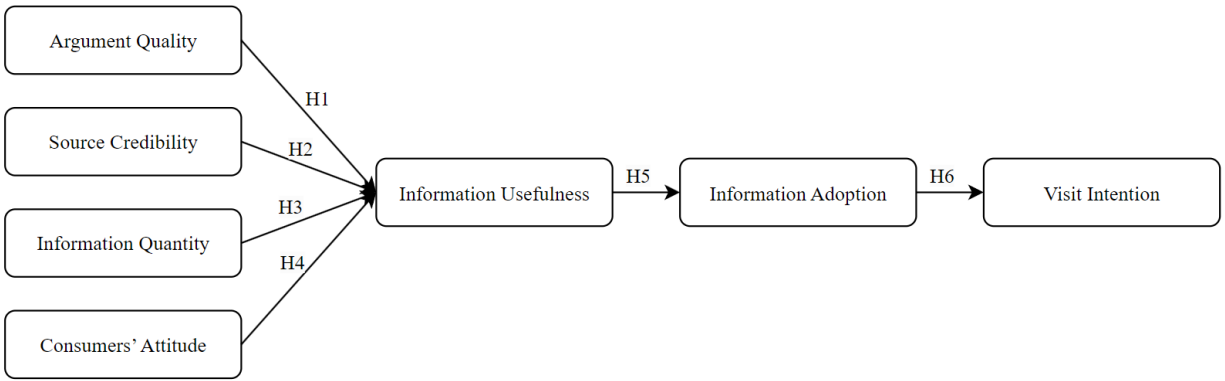 Argument Quality
H1
Source Credibility
H2
Information Usefulness
H5
Information Adoption
H6
Visit Intention
H3
Information Quantity
H4
Consumers’ Attitude